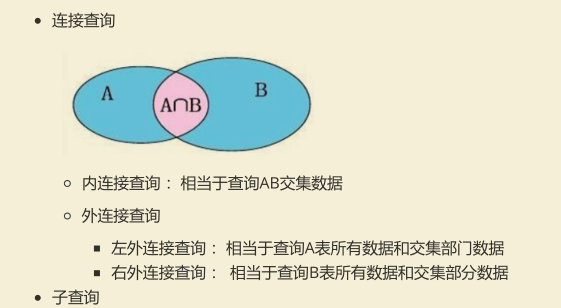 连接查询
A
B
A∩B
内连接查询 ：相当于查询AB交集数据
外连接查询
左外连接查询 ：相当于查询A表所有数据和交集部门数据
右外连接查询 ： 相当于查询B表所有数据和交集部分数据
子查询